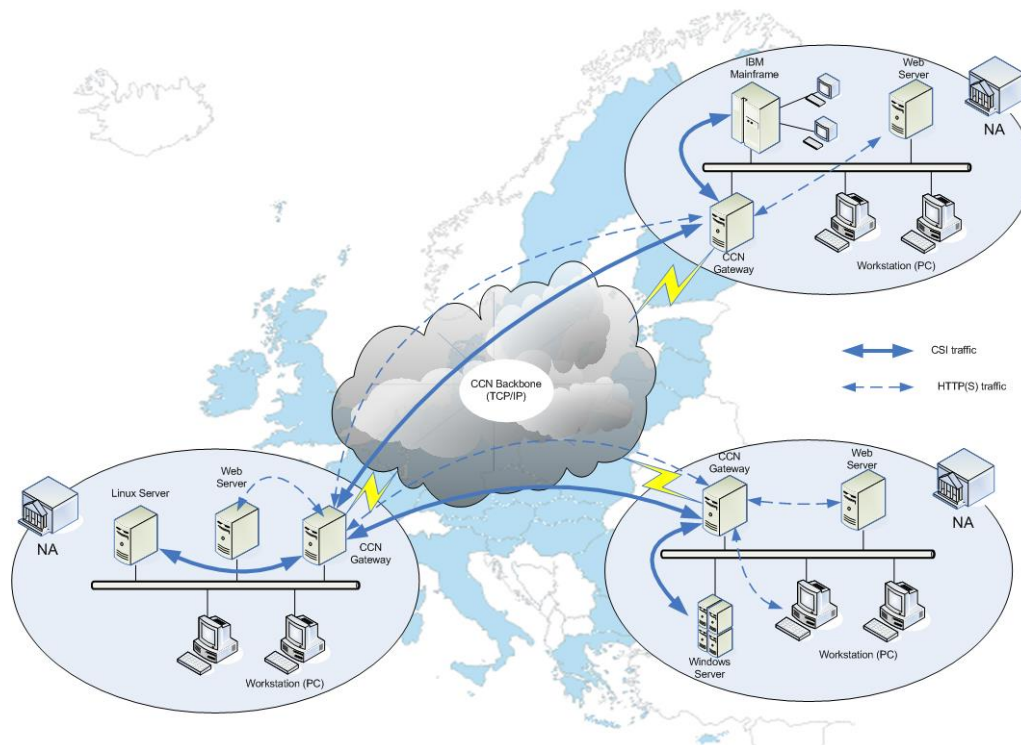 IBM
Mainframe
Web
Server
NA
CCN
Gateway
Workstation (PC)
CSI traffic
HTTP(S) traffic
CCN Backbone
(TCP/IP)
NA
Linux Server
Web
Server
CCN
Gateway
Workstation (PC)
CCN
Gateway
Web
Server
NA
Windows
Server
Workstation (PC)